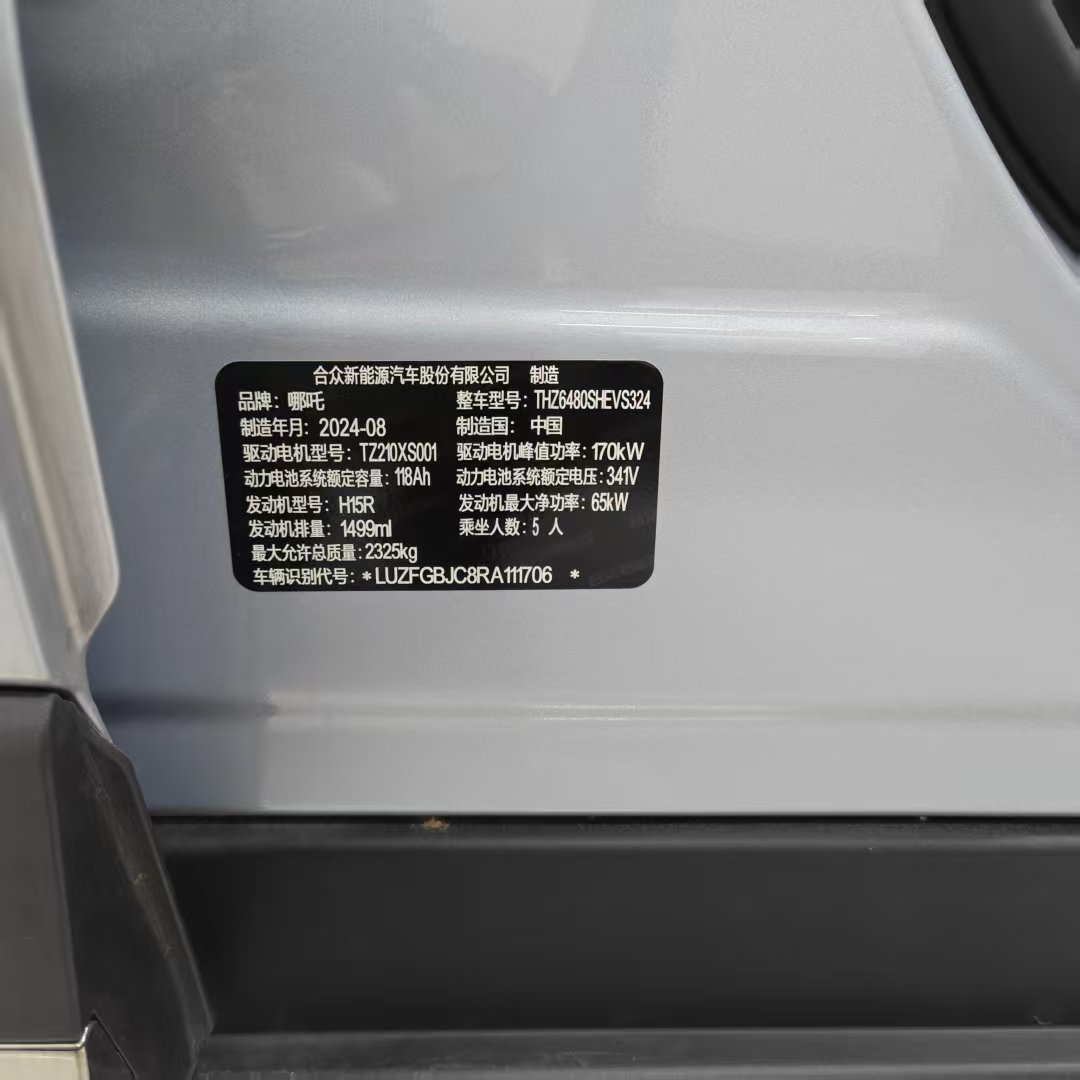 合众新能源汽车股份有限公司 制造
品牌：哪吒 整车型号：THZ6480SHEVS324
制造年月：2024-08 制造国：中国
驱动电机型号：TZ210XS001 驱动电机峰值功率：170kW
动力电池系统额定容量：118Ah 动力电池系统额定电压：341V
发动机型号：H15R 发动机最大净功率：65kW
发动机排量：1499ml 乘坐人数：5 人
最大允许总质量：2325kg
车辆识别代号：*LUZFGBJC8RA111706 *